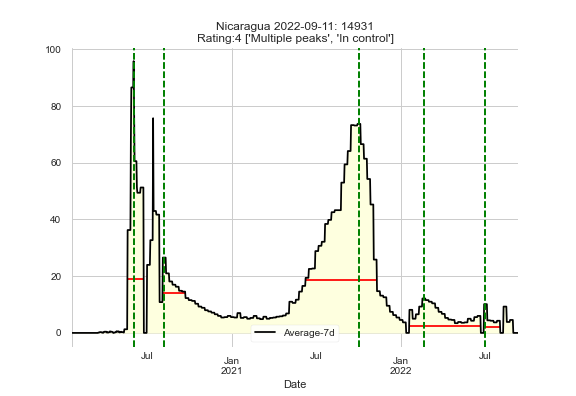 Nicaragua 2022-09-11: 14931
Rating:4 ['Multiple peaks', 'In control']
100
80
60
40
20
0
Average-7d
Jul
Jan
2021
Jul
Jan
2022
Jul
Date